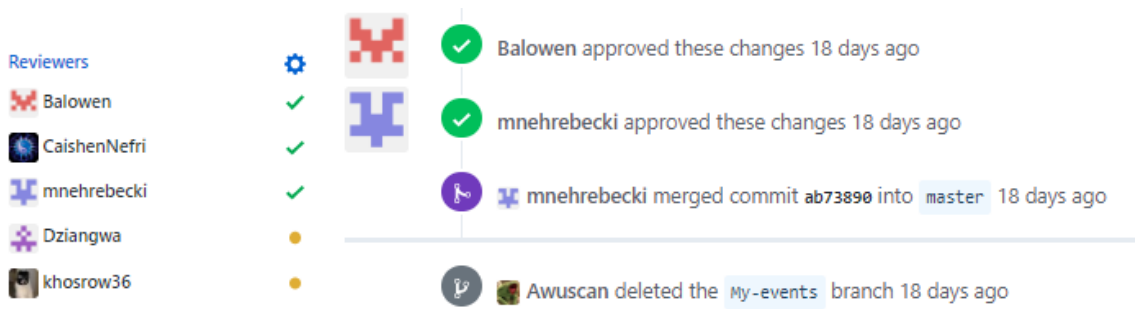 Reviewers
Balowen
CaishenNefri
mnehrebecki
Dziangwa
khosrow36
Balowen approved these changes 18 days ago
mnehrebecki approved these changes 18 days ago
mnehrebecki merged commit ab73890 into master 18 days ago
Awuscan deleted the My-events branch 18 days ago